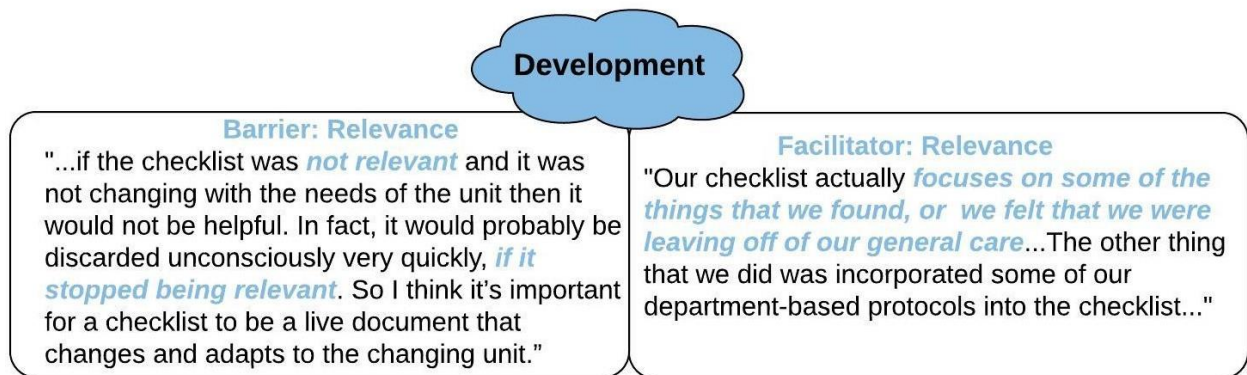 Development
Barrier: Relevance
"...if the checklist was not relevant and it was
not changing with the needs of the unit then it
would not be helpful. In fact, it would probably be
discarded unconsciously very quickly, if it
stopped being relevant. So I think it’s important
for a checklist to be a live document that
changes and adapts to the changing unit.”
Facilitator: Relevance
"Our checklist actually focuses on some of the
things that we found, or  we felt that we were
leaving off of our general care...The other thing
that we did was incorporated some of our
department-based protocols into the checklist..."